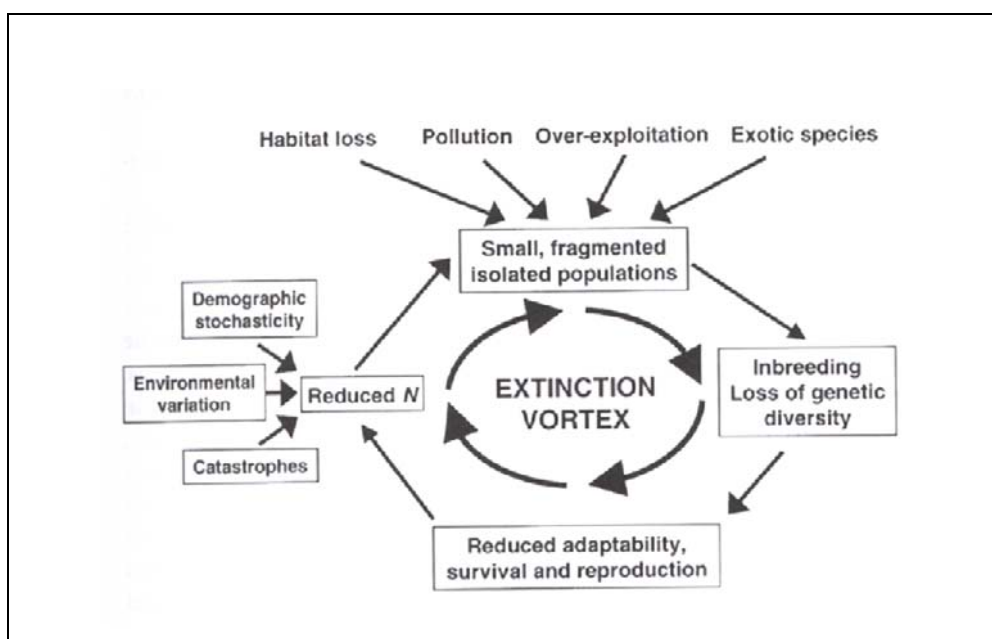 Habitat loss
Pollution
Over-exploitation
Exotic species
Small, fragmented
isolated populations
Demographic
stochasticity
Environmental
variation
Catastrophes
Reduced N
EXTINCTION
VORTEX
Inbreeding
Loss of genetic
diversity
Reduced adaptability,
survival and reproduction